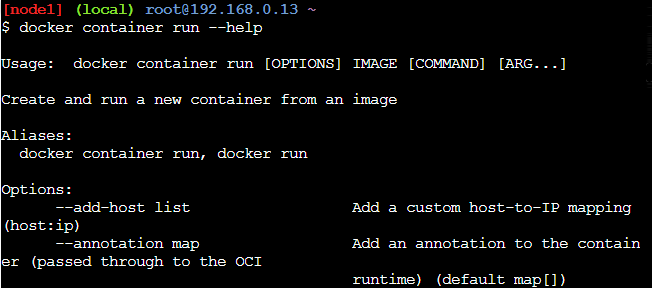 [node1] (local) root@192.168.0.13 ~
$ docker container run --help
Usage:  docker container run [OPTIONS] IMAGE [COMMAND] [ARG...]
Create and run a new container from an image
Aliases:
  docker container run, docker run
Options:
      --add-host list                  Add a custom host-to-IP mapping
(host:ip)
      --annotation map                 Add an annotation to the contain
er (passed through to the OCI
                                       runtime) (default map[])